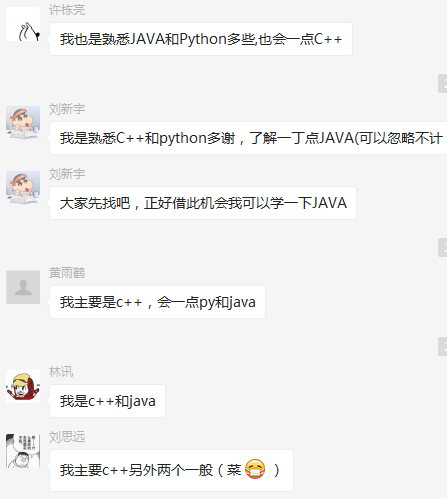 许栋亮
我也是熟悉JAVA和Python多些,也会一点C++
刘新宇
我是熟悉C++和python多谢，了解一丁点JAVA(可以忽略不计
刘新宇
大家先找吧，正好借此机会我可以学一下JAVA
黄雨鹤
我主要是c++，会一点py和java
林讯
我是c++和java
刘思远
我主要c++另外两个一般（菜😷）